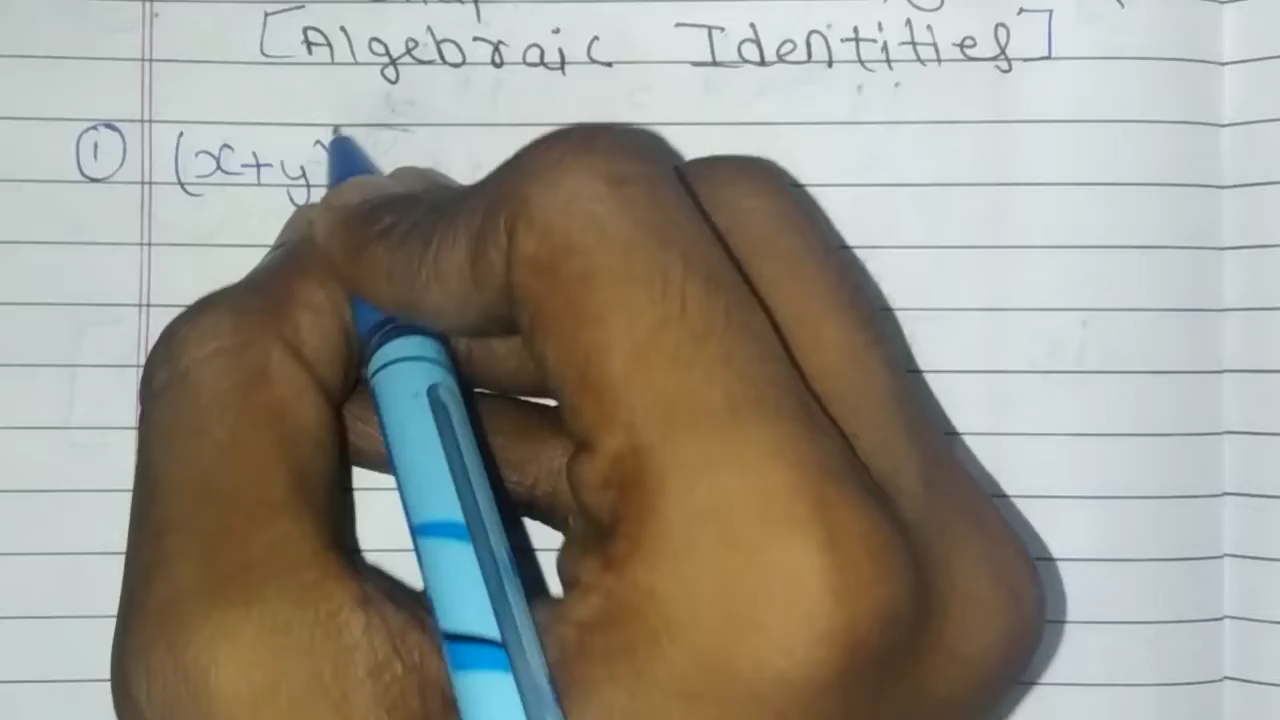 [Algebraic Identities]
① (x+y)